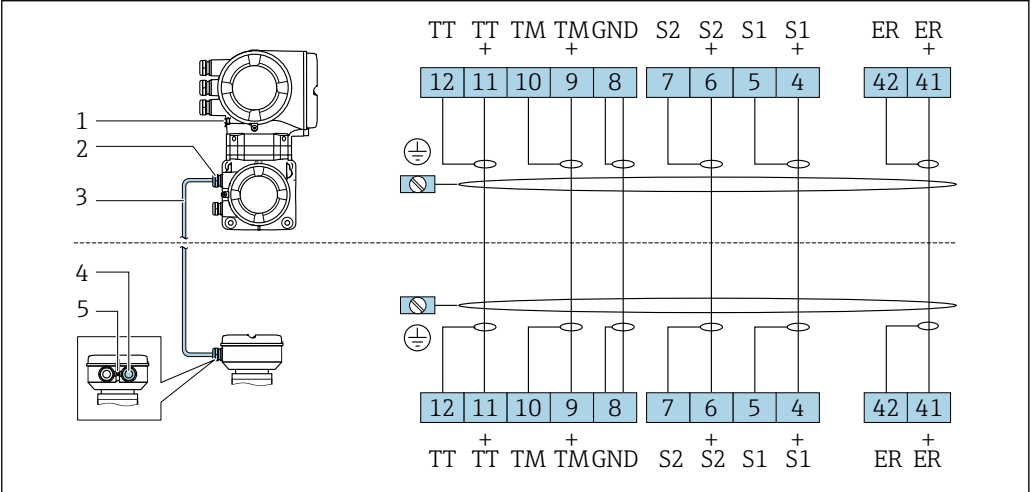 TT TT TM TM GND S2 S2 S1 S1 ER ER
+ + + + +
12 11 10 9 8 7 6 5 4 42 41
1
2
3
4
5
12 11 10 9 8 7 6 5 4 42 41
+ + + + +
TT TT TM TM GND S2 S2 S1 S1 ER ER